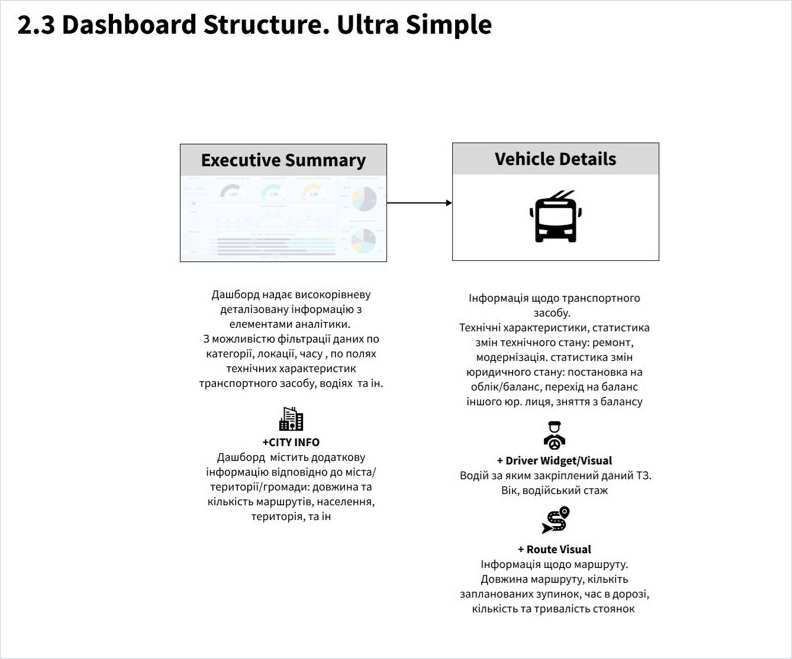 2.3 Dashboard Structure. Ultra Simple
Executive Summary
Дашборд надає високорівневу
деталізовану інформацію з
елементами аналітики.
З можливістю фільтрації даних по
категорії, локації, часу , по полях
технічних характеристик
транспортного засобу, водіях та ін.
+CITY INFO
Дашборд містить додаткову
інформацію відповідно до міста/
території/громади: довжина та
кількість маршрутів, населення,
територія, та ін
Vehicle Details
Інформація щодо транспортного
засобу.
Технічні характеристики, статистика
змін технічного стану: ремонт,
модернізація. статистика змін
юридичного стану: постановка на
облік/баланс, перехід на баланс
іншого юр. лиця, зняття з балансу
+ Driver Widget/Visual
Водій за яким закріплений даний ТЗ.
Вік, водійський стаж
+ Route Visual
Інформація щодо маршруту.
Довжина маршруту, кількіть
запланованих зупинок, час в дорозі,
кількість та тривалість стоянок